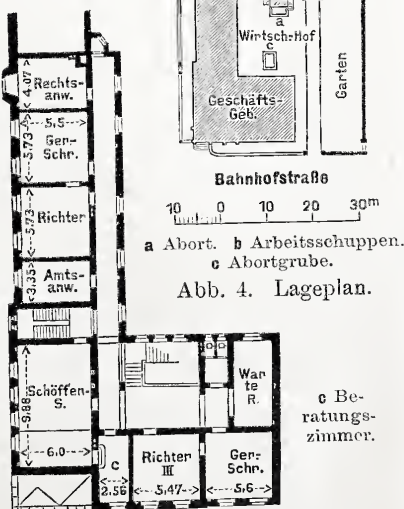 4,07
Rechts-
anw.
5,5
Ger.-
Schr.
5,73
Richter
5,73
Amts-
anw.
3,35
Schöffen-
S.
9,88
6,0
c
2,56
Richter
III
5,47
Ger.-
Schr.
5,6
War
te
R.
a
Wirtsch.-Hof
c
Geschäfts-
Geb.
Garten
Bahnhofstraße
10 0 10 20 30m
a Abort. b Arbeitsschuppen.
c Abortgrube.
Abb. 4. Lageplan.
c Be-
ratungs-
zimmer.